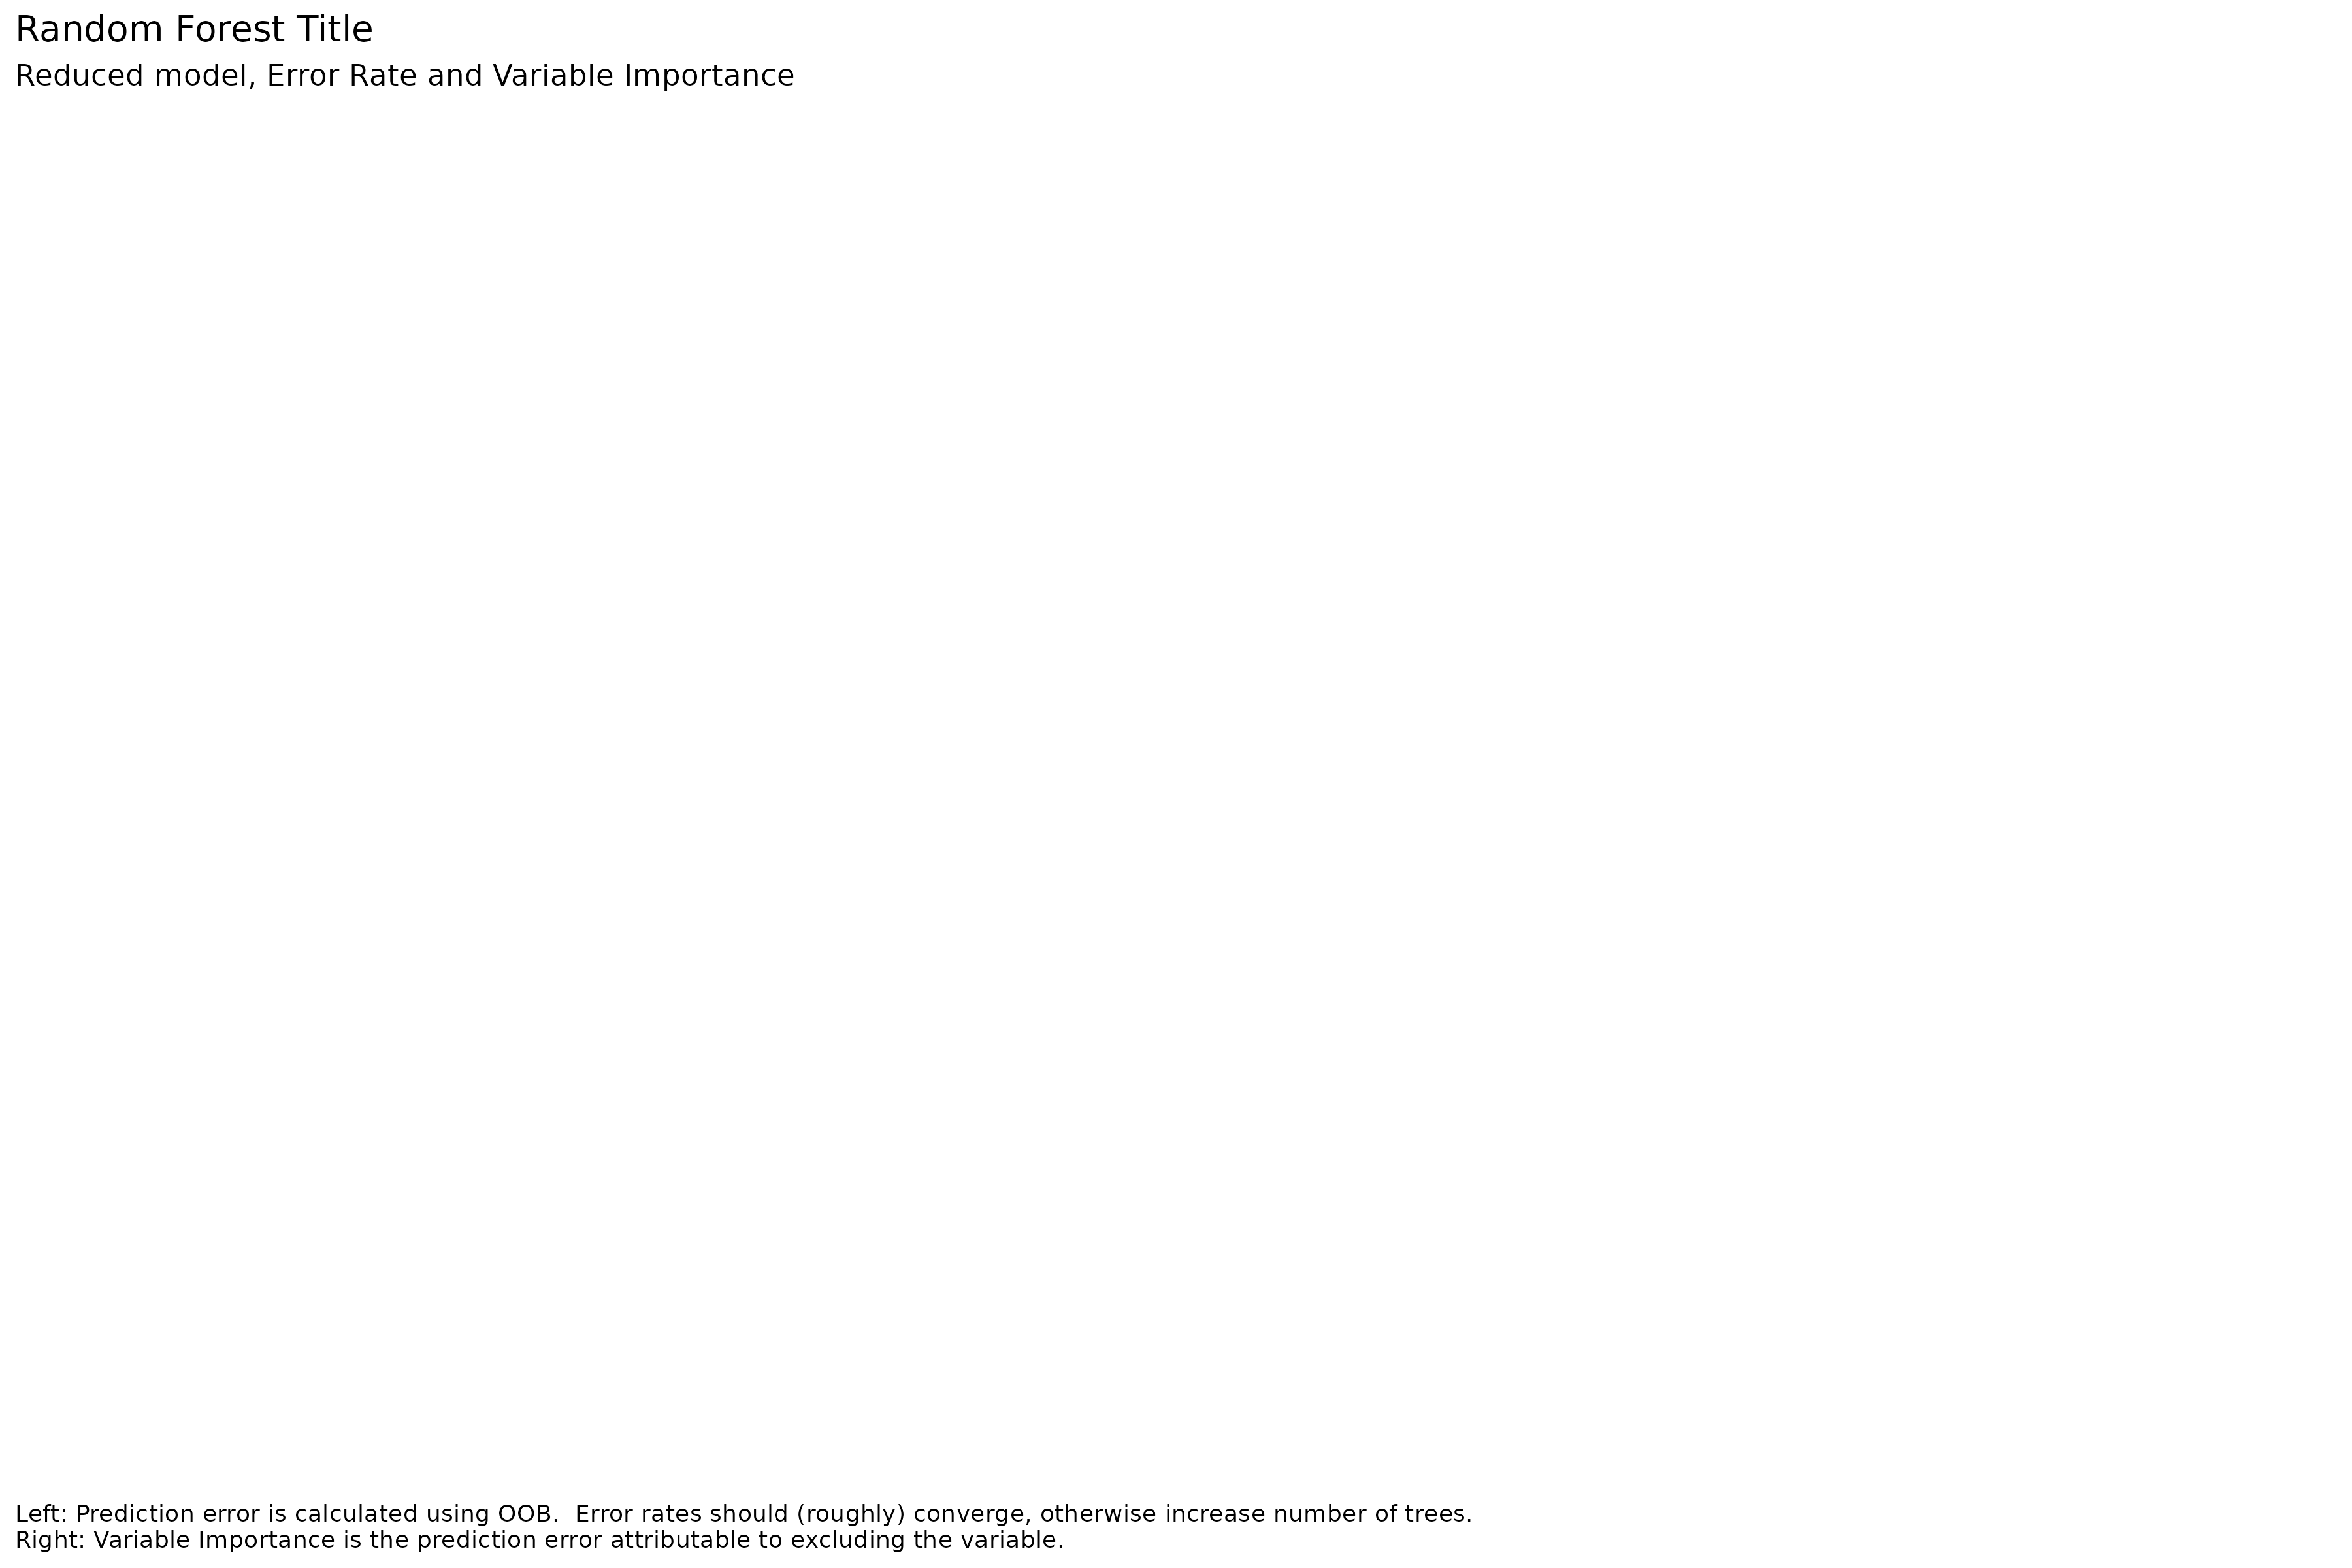 Random Forest Title
Reduced model, Error Rate and Variable Importance
Left: Prediction error is calculated using OOB.  Error rates should (roughly) converge, otherwise increase number of trees.
Right: Variable Importance is the prediction error attributable to excluding the variable.